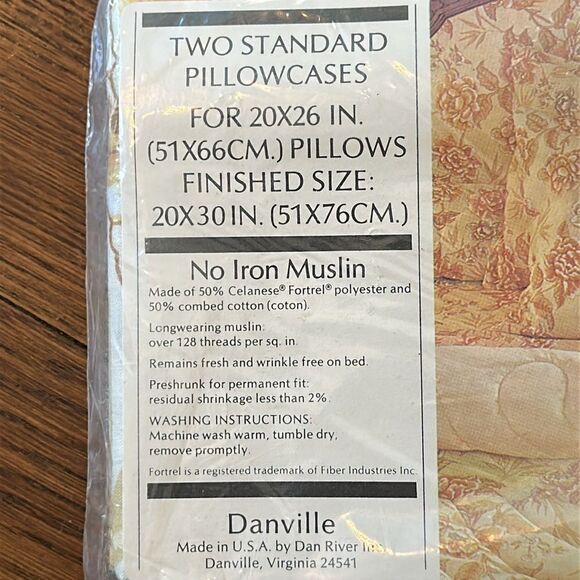 TWO STANDARD
PILLOWCASES
FOR 20X26 IN.
(51X66CM.) PILLOWS
FINISHED SIZE:
20X30 IN. (51X76CM.)
No Iron Muslin
Made of 50% Celanese® Fortrel® polyester and
50% combed cotton (coton).
Longwearing muslin:
over 128 threads per sq. in.
Remains fresh and wrinkle free on bed.
Preshrunk for permanent fit:
residual shrinkage less than 2%.
WASHING INSTRUCTIONS:
Machine wash warm, tumble dry,
remove promptly.
Fortrel is a registered trademark of Fiber Industries Inc.
Danville
Made in U.S.A. by Dan River
Danville, Virginia 24541